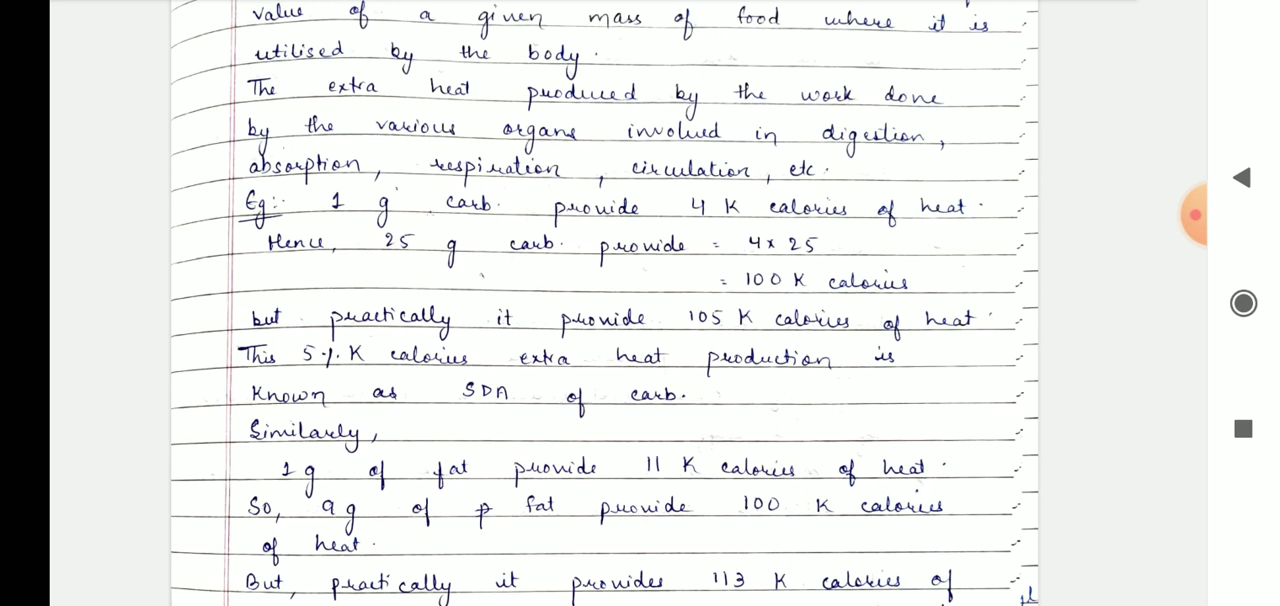 value of a given mass of food where it is
utilised by the body.
The extra heat produced by the work done
by the various organs involued in digestion,
absorption, respiration, circulation, etc.
Eg:- 1 g carb. provide 4 K calories of heat.
Hence, 25 g carb. provide = 4x 25
= 100 K calories
but practically it provide 105 K calories of heat.
This 5 % K calories extra heat production is
known as SDA of carb.
Similarly,
1 g of fat provide 11 K calories of heat.
So, 9 g of fat provide 100 K calories
of heat.
But, practically it provides 113 K calories of